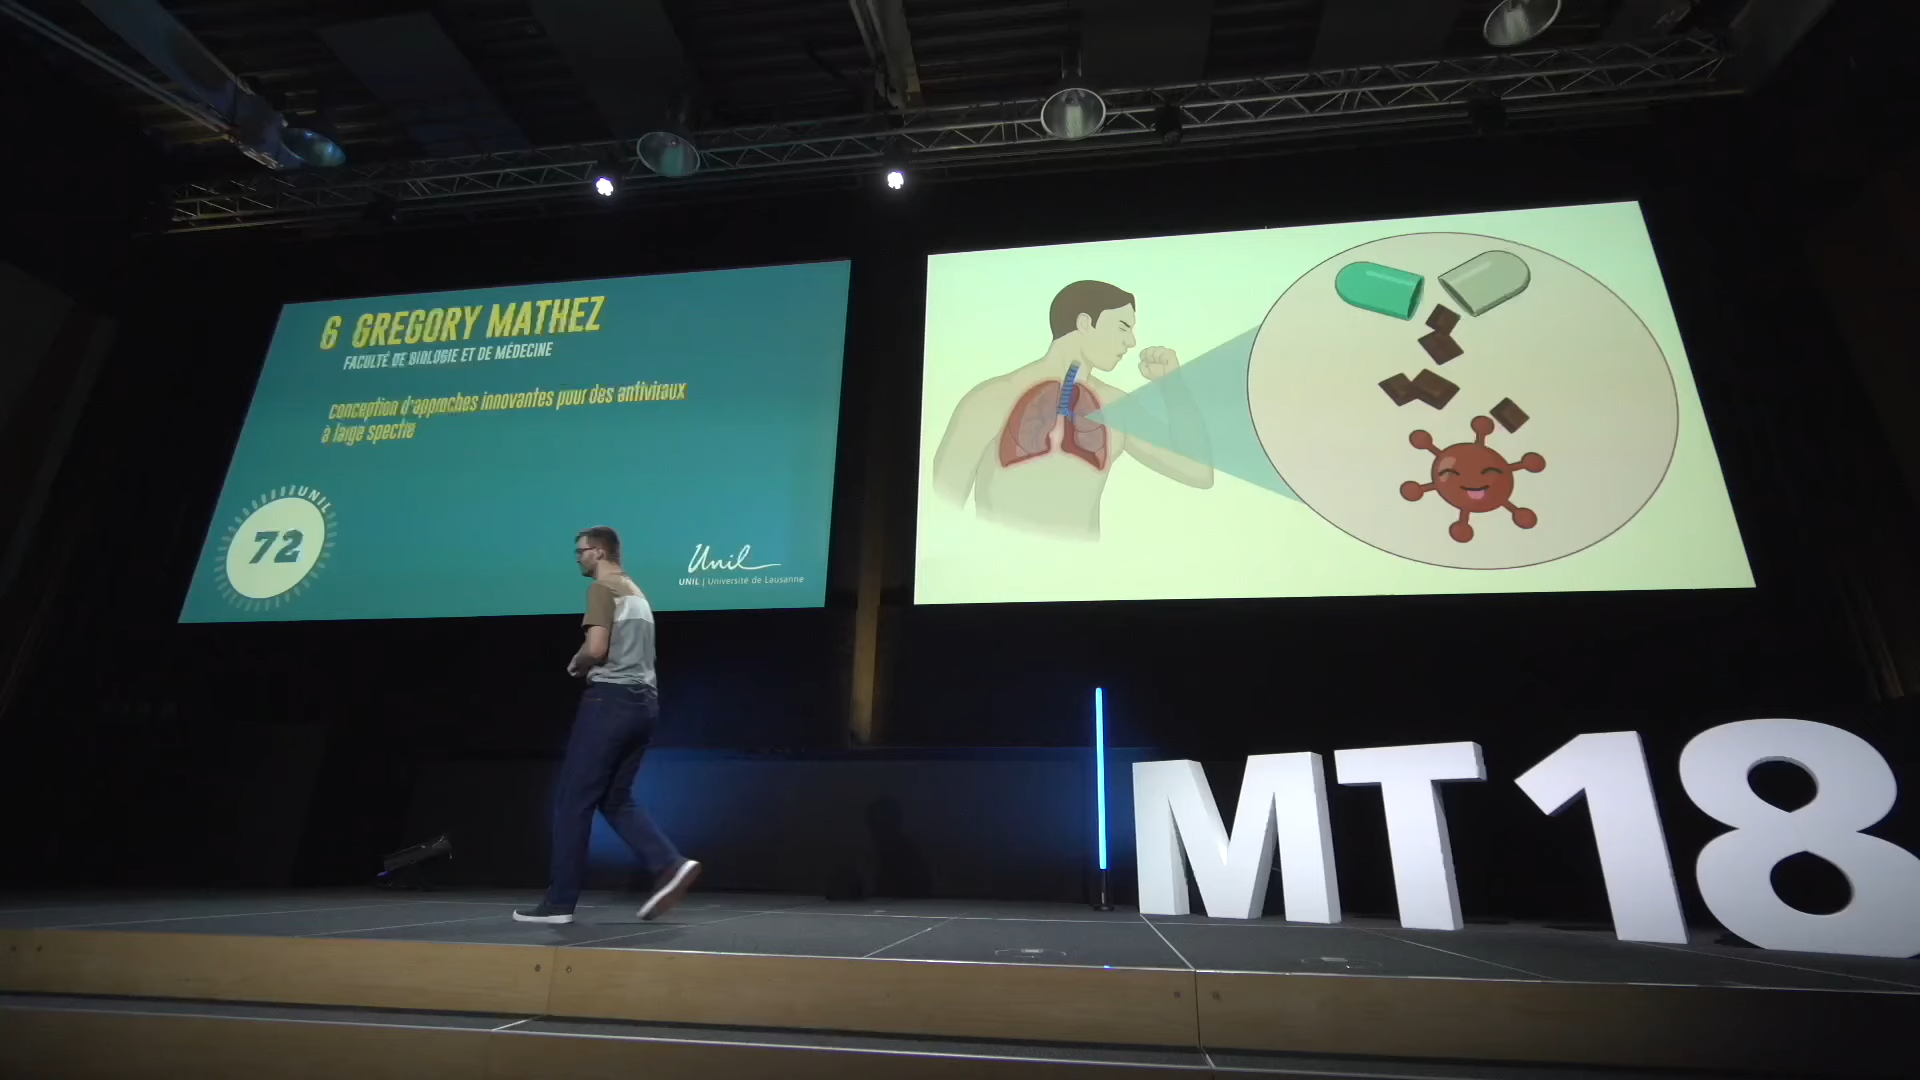 6 GREGORY MATHEZ
FACULTÉ DE BIOLOGIE ET DE MÉDECINE
conception d'approches innovantes pour des antiviraux
à large spectre
UNIL
72
Unil
UNIL | Université de Lausanne
MT18